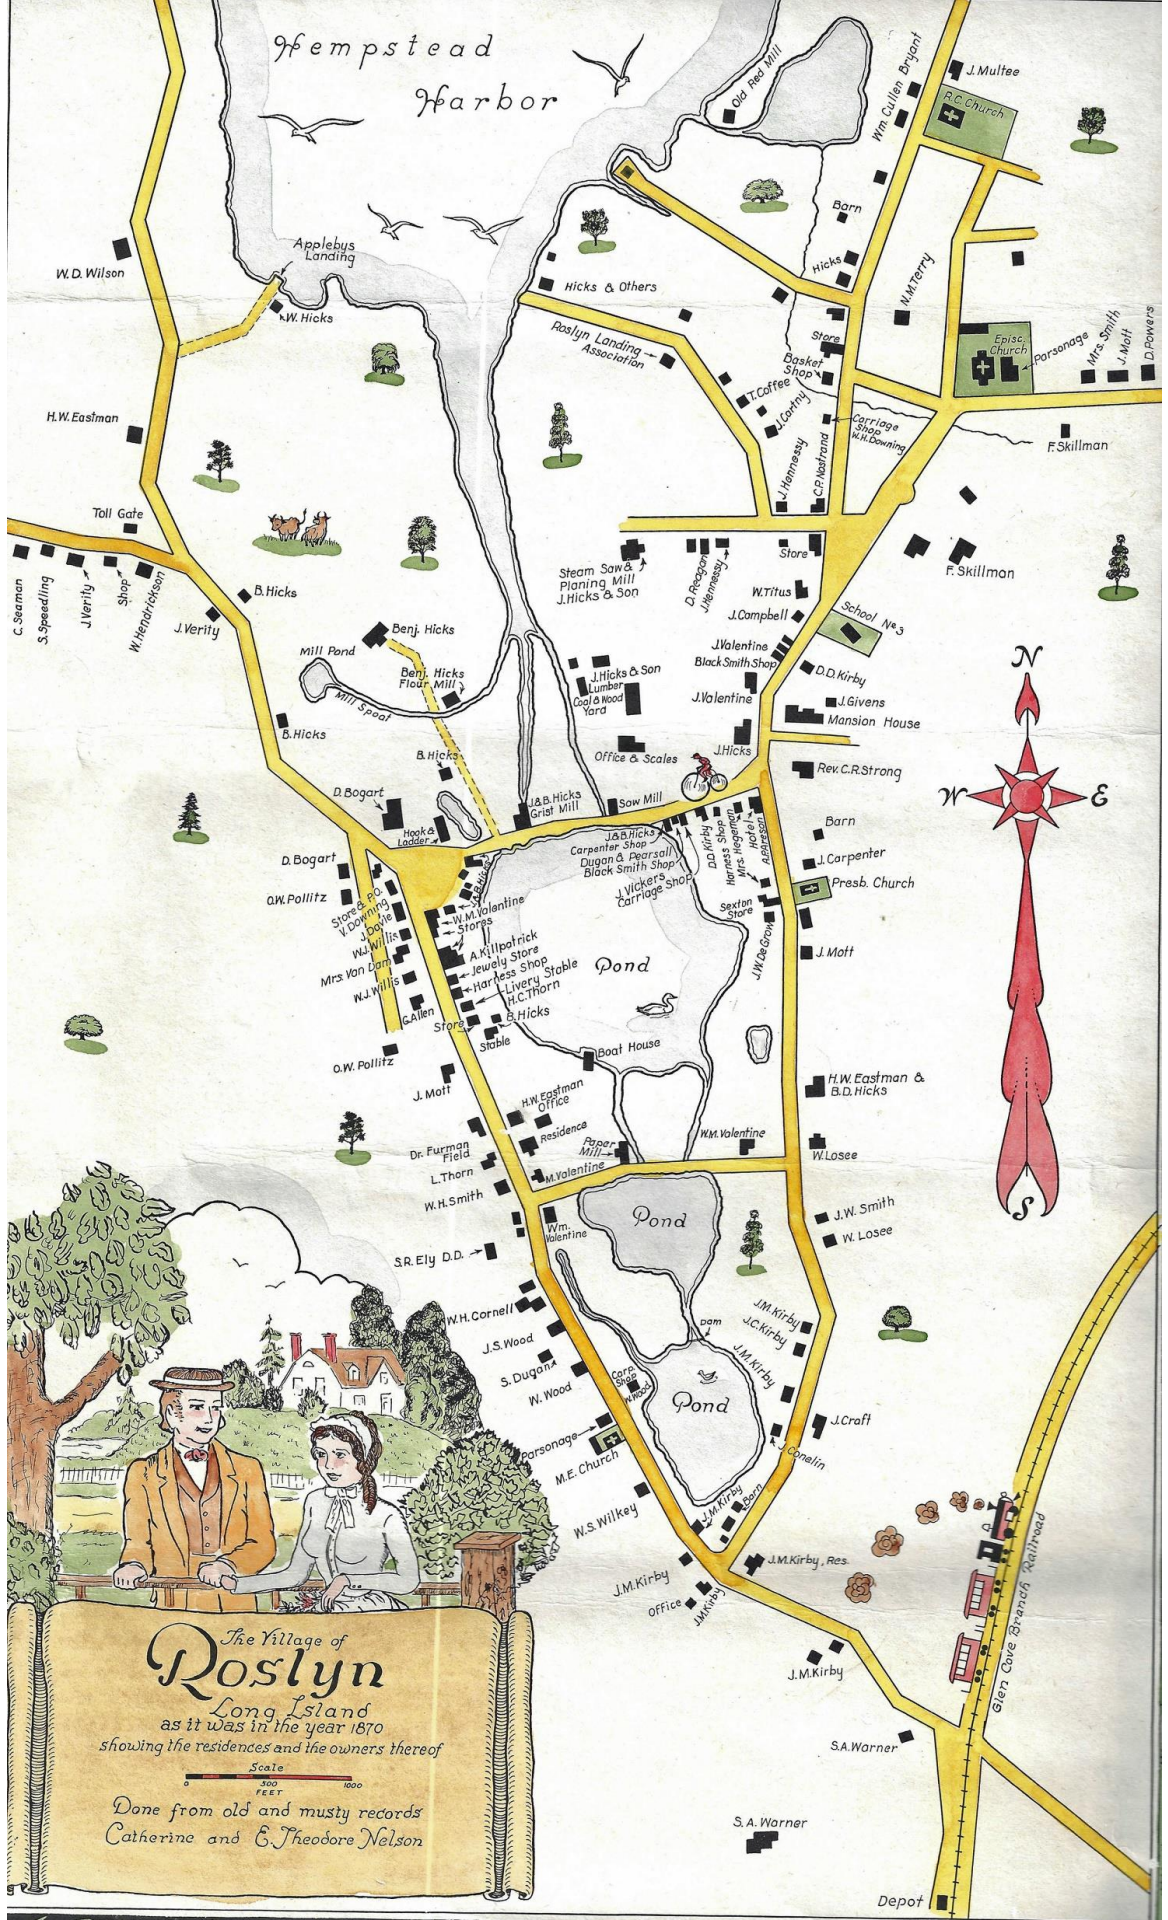 Hempstead
Harbor
Old Red Mill
Wm. Cullen Bryant
J. Multee
R.C. Church
Barn
Hicks
N.M. Terry
W.D. Wilson
Applebys
Landing
W. Hicks
Hicks & Others
Roslyn Landing
Association
Store
Basket
Shop
T. Coffee
J. Cartny
Carriage
Shop
W.H. Downing
J. Hennessy
C.P. Nostrand
Episc.
Church
Parsonage
Mrs. Smith
J. Mott
D. Powers
F. Skillman
H.W. Eastman
Toll Gate
C. Seaman
S. Speedling
J. Verity
Shop
W. Hendrickson
J. Verity
B. Hicks
Steam Saw &
Planing Mill
J. Hicks & Son
D. Reagan
J. Hennessy
Store
F. Skillman
W. Titus
J. Campbell
School No 3
J. Valentine
Black Smith Shop
D.D. Kirby
J. Valentine
J. Givens
Mansion House
Benj. Hicks
Mill Pond
Mill Spoat
Benj. Hicks
Flour Mill
J. Hicks & Son
Lumber
Coal & Wood
Yard
Office & Scales
J. Hicks
Rev. C.R. Strong
N
W
E
S
B. Hicks
B. Hicks
D. Bogart
Hook &
Ladder
J. & B. Hicks
Grist Mill
Saw Mill
J. & B. Hicks
Carpenter Shop
Dugan & Pearsall
Black Smith Shop
J. Vickers
Carriage Shop
D.D. Kirby
Harness Shop
Mrs. Hegeman
Hotel
Barn
J. Carpenter
Presb. Church
Sexton
Store
J.W. DeGrow
J. Mott
D. Bogart
O.W. Pollitz
Store & P.O.
V. Downing
J. Davie
W.J. Willis
Mrs. Van Dam
W.J. Willis
G. Allen
W.M. Valentine
Stores
A. Killpatrick
Jewely Store
Harness Shop
Livery Stable
H.C. Thorn
B. Hicks
Store
Stable
Pond
Boat House
O.W. Pollitz
J. Mott
H.W. Eastman
Office
Residence
Dr. Furman
Field
L. Thorn
W.H. Smith
M. Valentine
Paper
Mill
W.M. Valentine
H.W. Eastman &
B.D. Hicks
W. Losee
Wm.
Valentine
Pond
J.W. Smith
W. Losee
S.R. Ely D.D.
W.H. Cornell
J.S. Wood
S. Dugan
W. Wood
Carp.
Shop
W. Wood
Dam
J.M. Kirby
J.C. Kirby
J.M. Kirby
Pond
J. Craft
J. Conelin
Parsonage
M.E. Church
W.S. Wilkey
J.M. Kirby
Barn
J.M. Kirby, Res.
J.M. Kirby
Office
J.M. Kirby
J.M. Kirby
Glen Cove Branch Railroad
S.A. Warner
S.A. Warner
Depot
The Village of
Roslyn
Long Island
as it was in the year 1870
showing the residences and the owners thereof
Scale
0 500 1000
FEET
Done from old and musty records
Catherine and E. Theodore Nelson